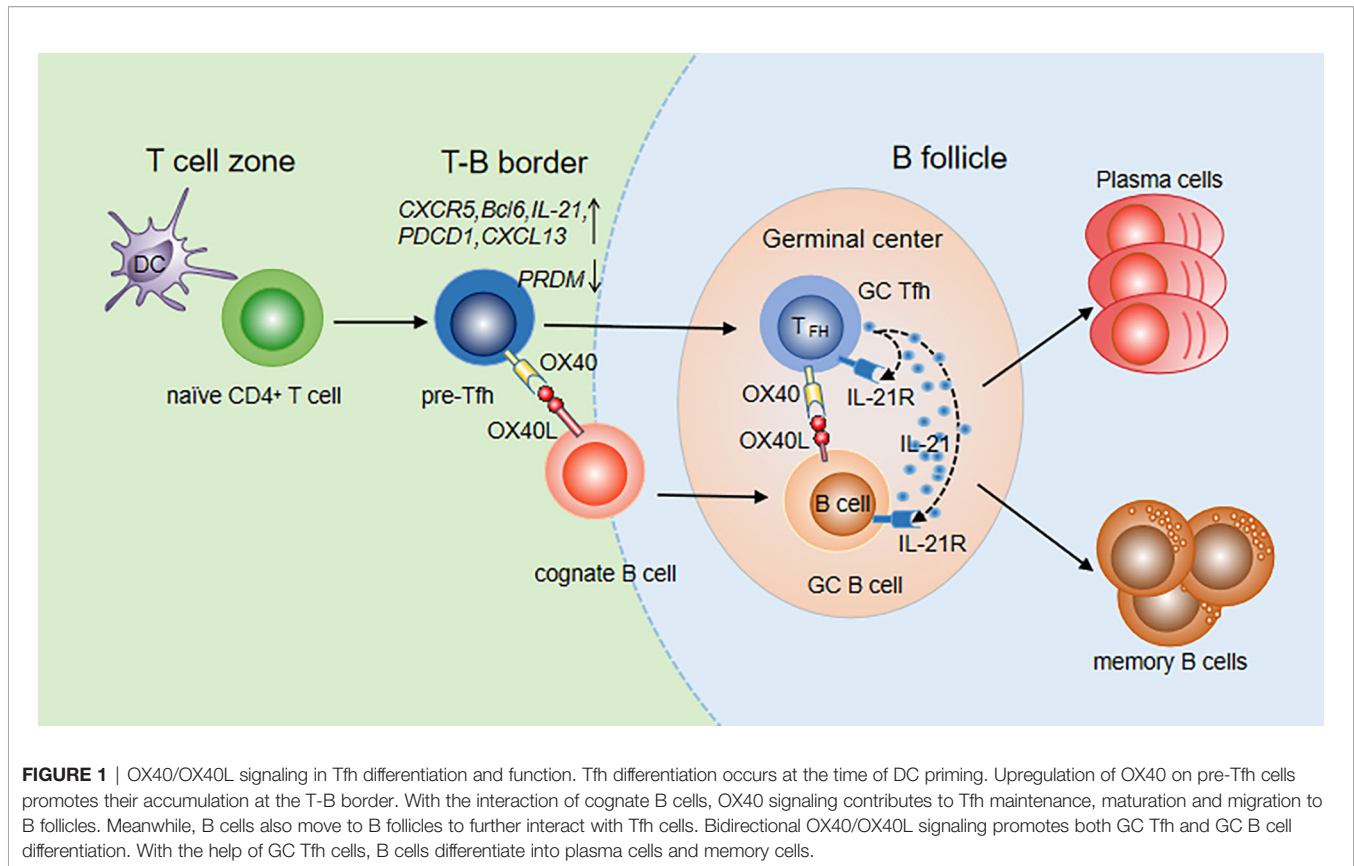 T cell zone
T-B border
B follicle
CXCR5,Bcl6,IL-21,
PDCD1,CXCL13
PRDM
DC
naïve CD4+ T cell
pre-Tfh
OX40
OX40L
cognate B cell
Germinal center
GC Tfh
TFH
OX40
IL-21R
OX40L
IL-21
B cell
IL-21R
GC B cell
Plasma cells
memory B cells
FIGURE 1 | OX40/OX40L signaling in Tfh differentiation and function. Tfh differentiation occurs at the time of DC priming. Upregulation of OX40 on pre-Tfh cells
promotes their accumulation at the T-B border. With the interaction of cognate B cells, OX40 signaling contributes to Tfh maintenance, maturation and migration to
B follicles. Meanwhile, B cells also move to B follicles to further interact with Tfh cells. Bidirectional OX40/OX40L signaling promotes both GC Tfh and GC B cell
differentiation. With the help of GC Tfh cells, B cells differentiate into plasma cells and memory cells.